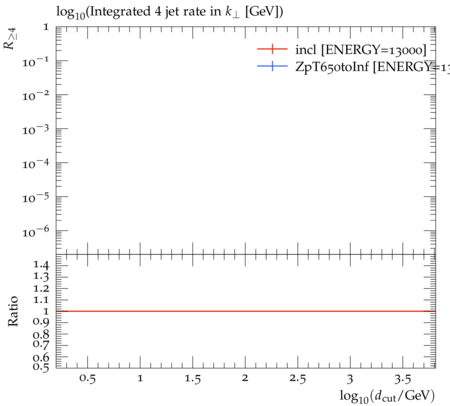 log₁₀(Integrated 4 jet rate in k⊥ [GeV])
R≥4
1
incl [ENERGY=13000]
ZpT650toInf [ENERGY=13
10⁻¹
10⁻²
10⁻³
10⁻⁴
10⁻⁵
10⁻⁶
Ratio
1.4
1.3
1.2
1.1
1
0.9
0.8
0.7
0.6
0.5
0.5 1 1.5 2 2.5 3 3.5
log₁₀(d_cut/GeV)